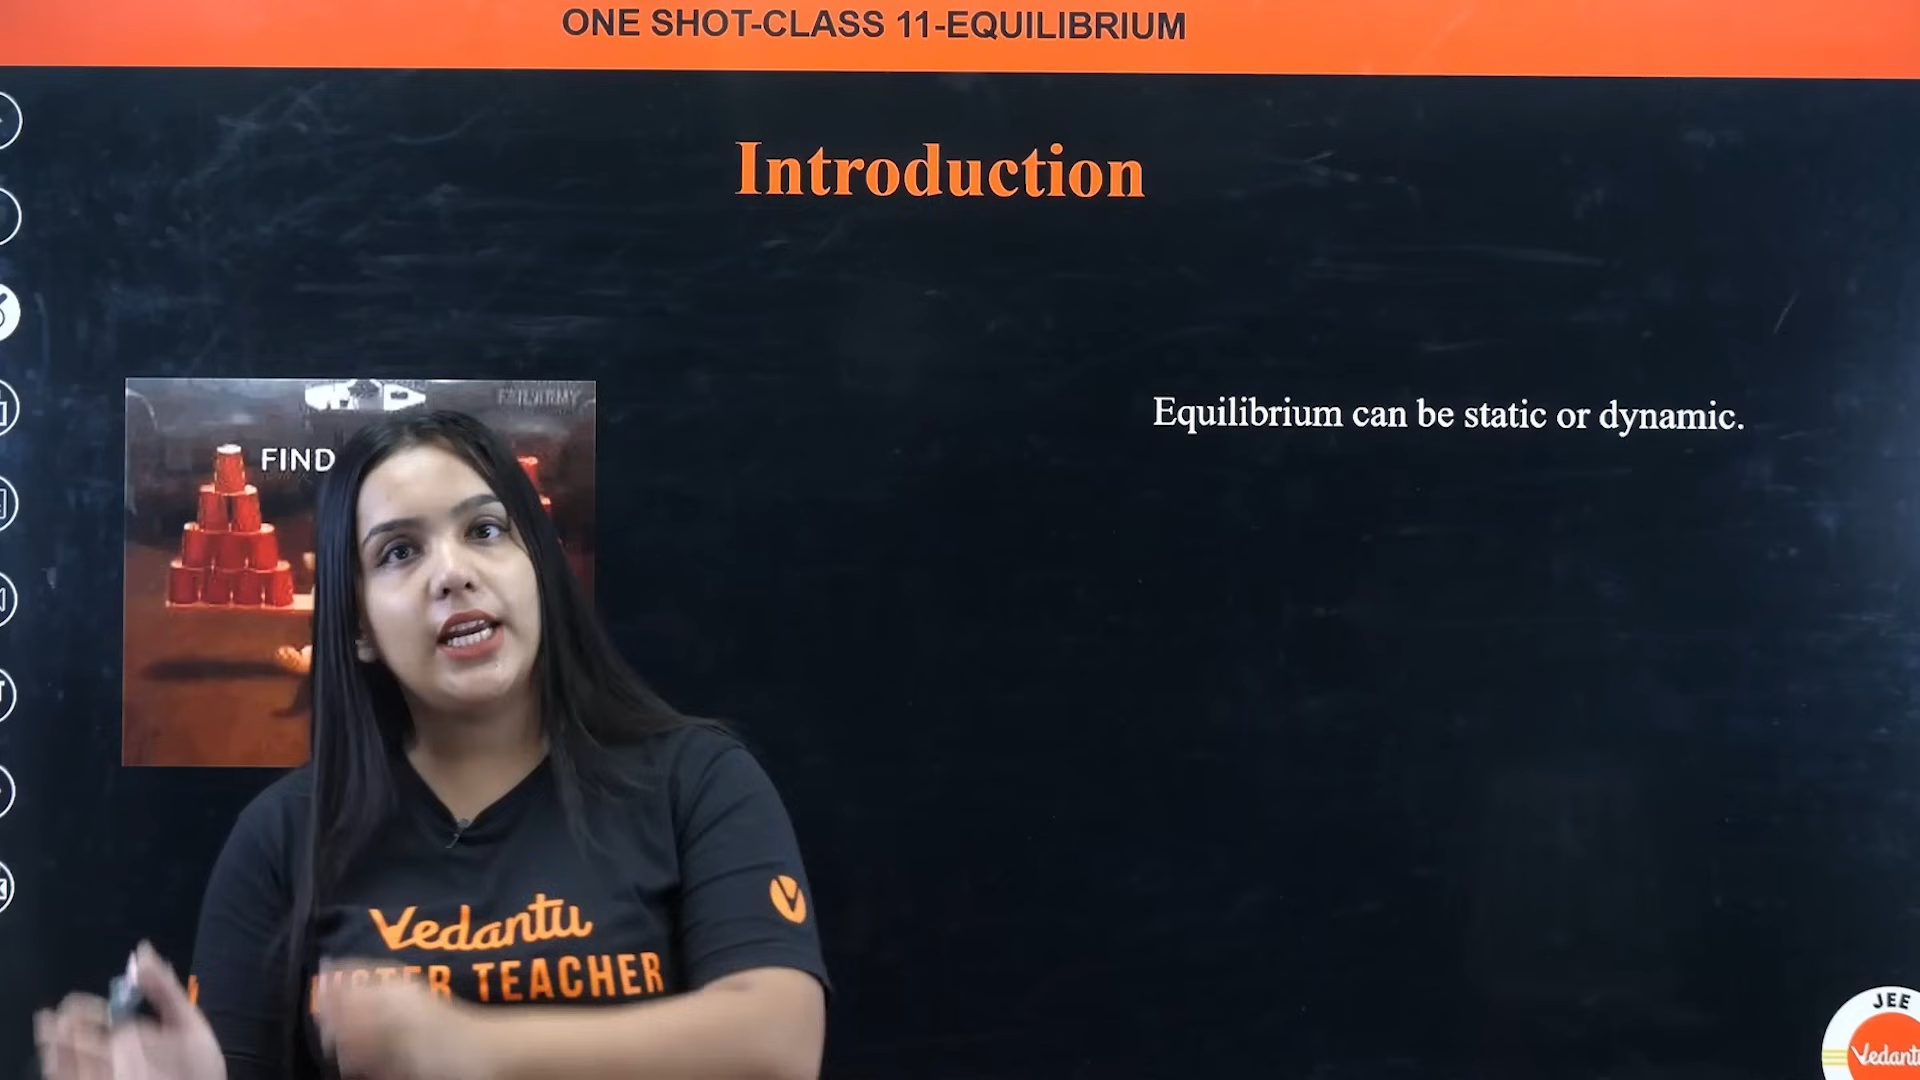 ONE SHOT-CLASS 11-EQUILIBRIUM
Introduction
Equilibrium can be static or dynamic.
FIND
Vedantu
TEACHER
JEE
Vedantu